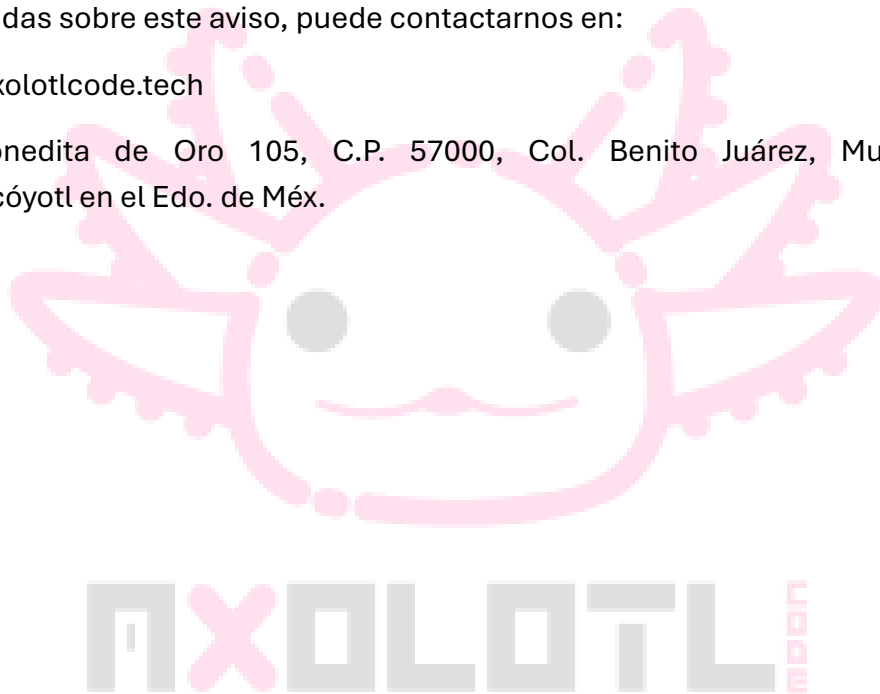 das sobre este aviso, puede contactarnos en:
xolotlcode.tech
onedita de Oro 105, C.P. 57000, Col. Benito Juárez, Mu
cóyotl en el Edo. de Méx.
AXOLOTL
CODE